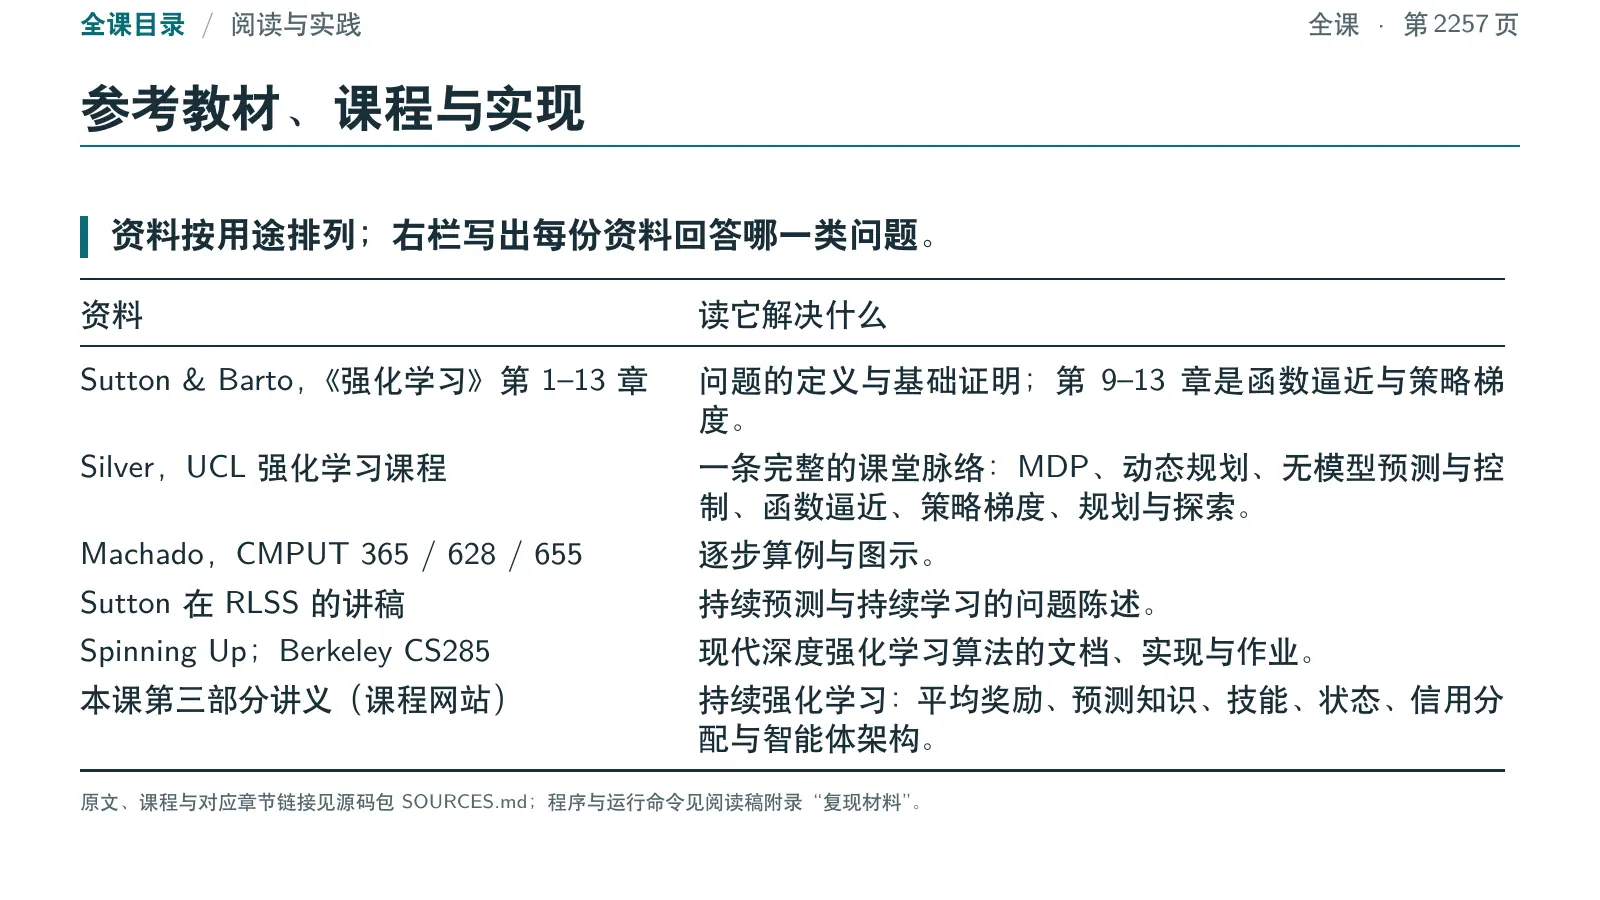 全课目录 / 阅读与实践
全课 · 第 2257 页
参考教材、课程与实现
资料按用途排列；右栏写出每份资料回答哪一类问题。
资料
读它解决什么
Sutton & Barto，《强化学习》第 1–13 章
问题的定义与基础证明；第 9–13 章是函数逼近与策略梯
度。
Silver，UCL 强化学习课程
一条完整的课堂脉络：MDP、动态规划、无模型预测与控
制、函数逼近、策略梯度、规划与探索。
Machado，CMPUT 365 / 628 / 655
逐步算例与图示。
Sutton 在 RLSS 的讲稿
持续预测与持续学习的问题陈述。
Spinning Up；Berkeley CS285
现代深度强化学习算法的文档、实现与作业。
本课第三部分讲义（课程网站）
持续强化学习：平均奖励、预测知识、技能、状态、信用分
配与智能体架构。
原文、课程与对应章节链接见源码包 SOURCES.md；程序与运行命令见阅读稿附录“复现材料”。